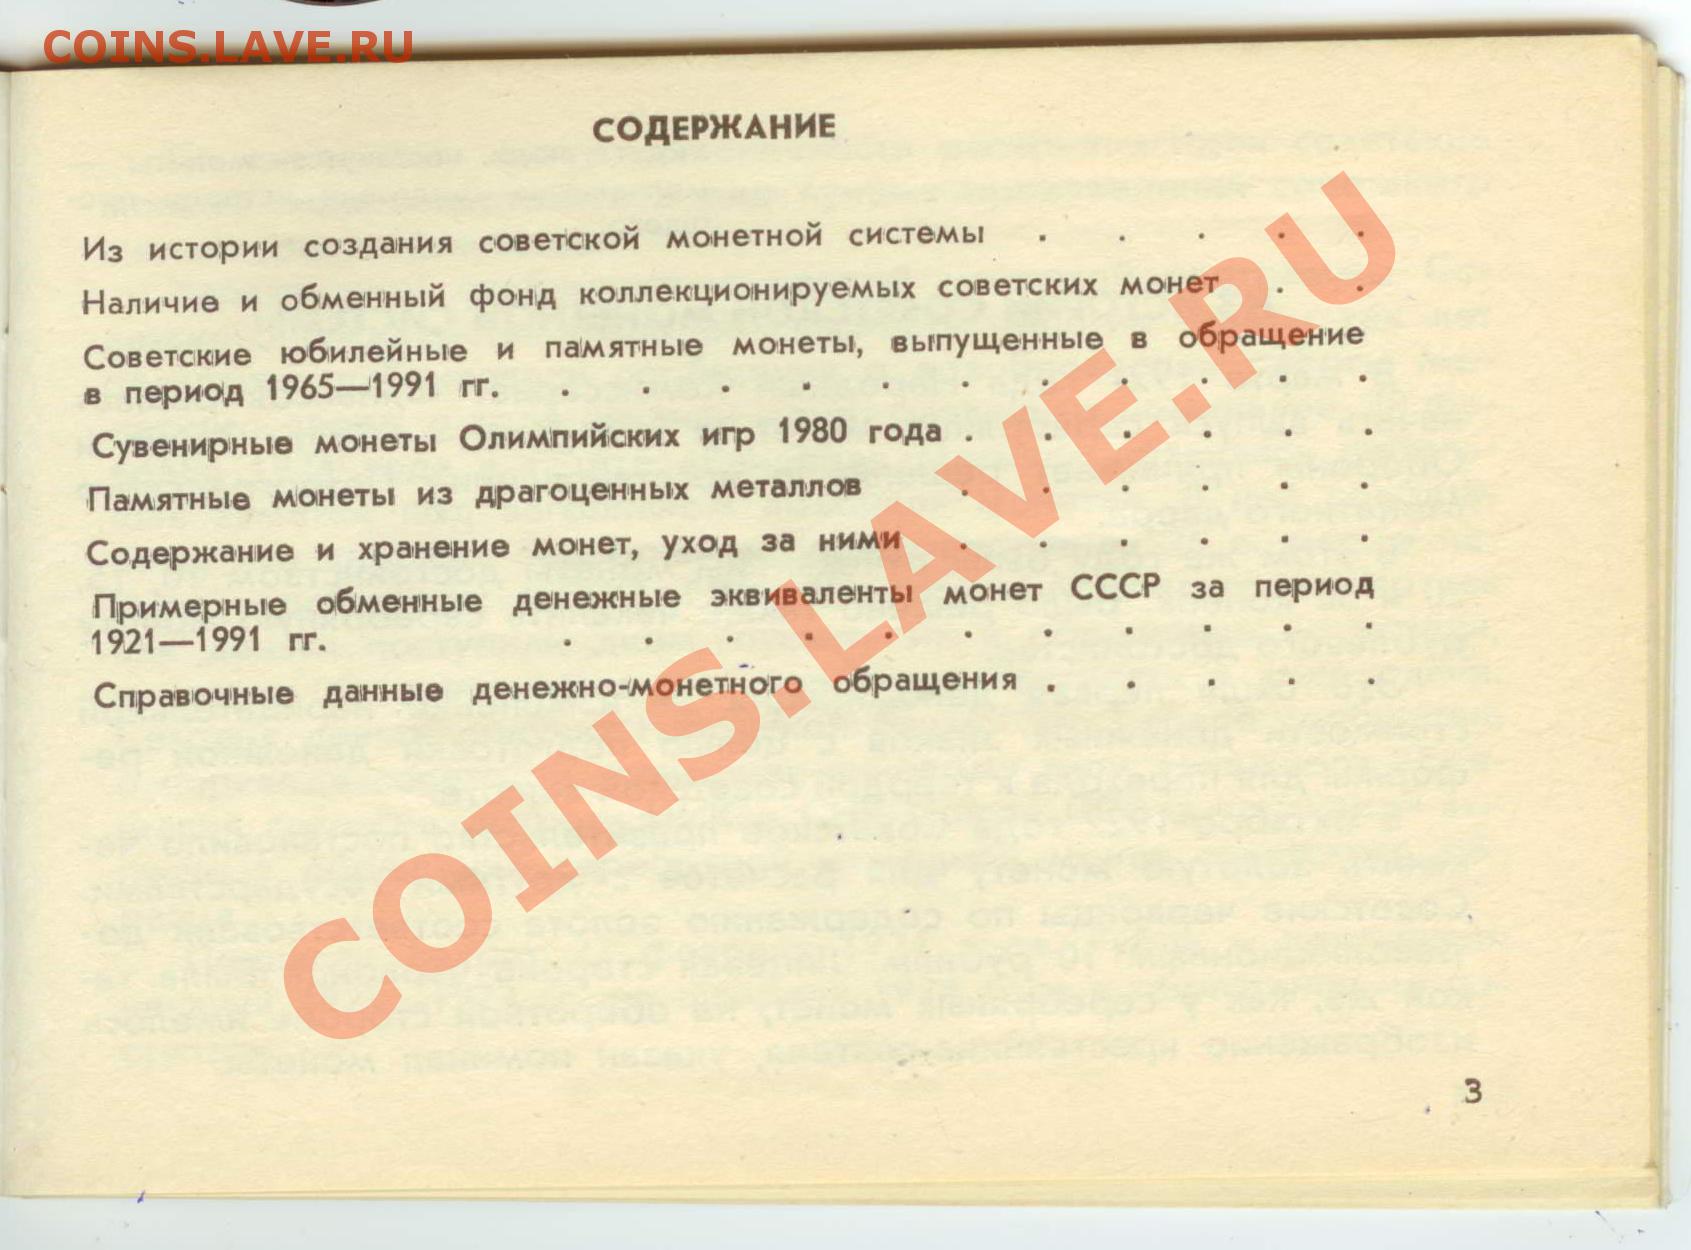 COINS.LAVE.RU
СОДЕРЖАНИЕ
Из истории создания советской монетной системы . . . . .
Наличие и обменный фонд коллекционируемых советских монет . .
Советские юбилейные и памятные монеты, выпущенные в обращение
в период 1965—1991 гг. . . . . . . . . . . . .
Сувенирные монеты Олимпийских игр 1980 года . . . . . .
Памятные монеты из драгоценных металлов . . . . . .
Содержание и хранение монет, уход за ними . . . . . .
Примерные обменные денежные эквиваленты монет СССР за период
1921—1991 гг. . . . . . . . . . . .
Справочные данные денежно-монетного обращения . . . . .
COINS.LAVE.RU
3